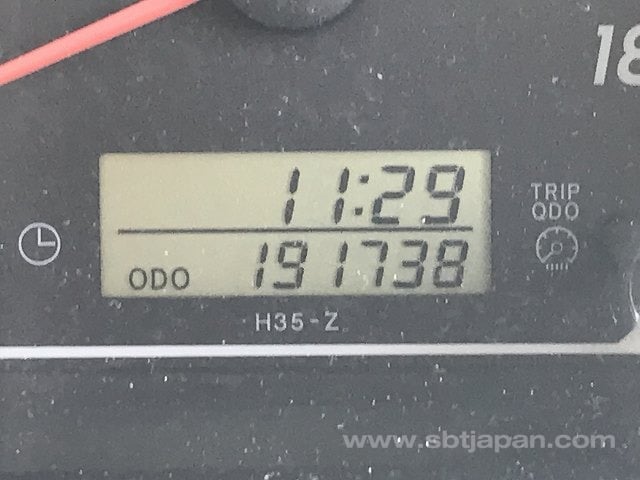 18
11:29
TRIP
ODO
ODO 191738
H35-Z
www.sbtjapan.com